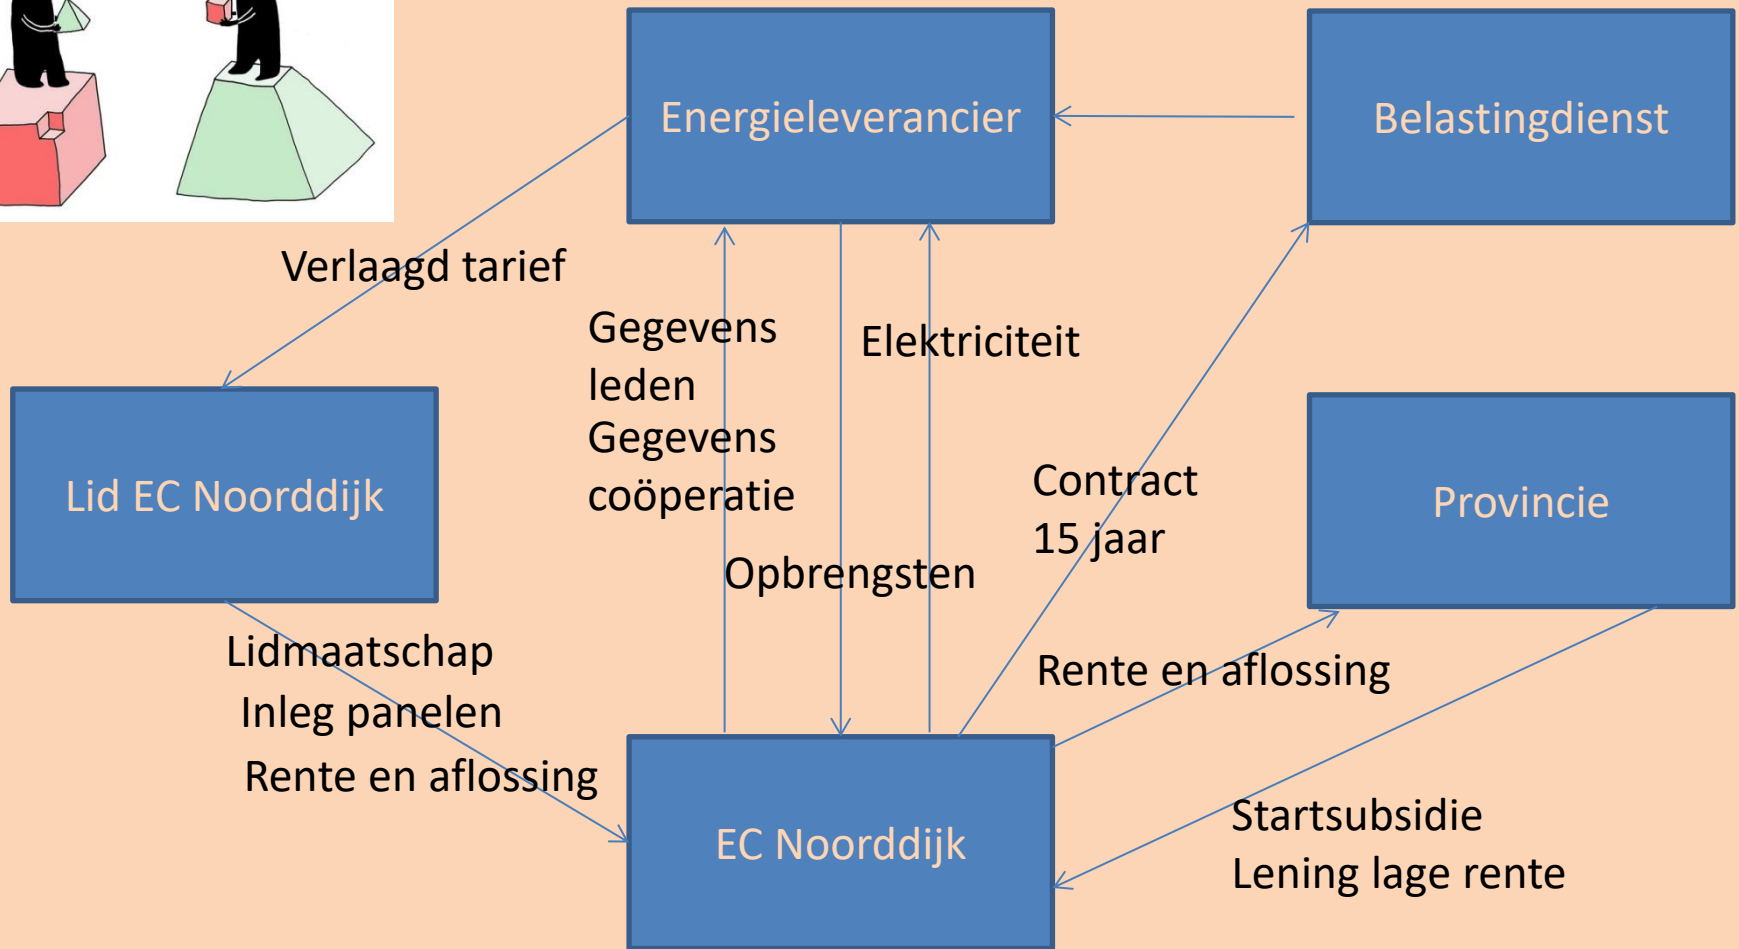 Energieleverancier
Belastingdienst
Verlaagd tarief
Gegevens
leden
Gegevens
coöperatie
Elektriciteit
Lid EC Noorddijk
Contract
15 jaar
Provincie
Opbrengsten
Lidmaatschap
Inleg panelen
Rente en aflossing
Rente en aflossing
EC Noorddijk
Startsubsidie
Lening lage rente